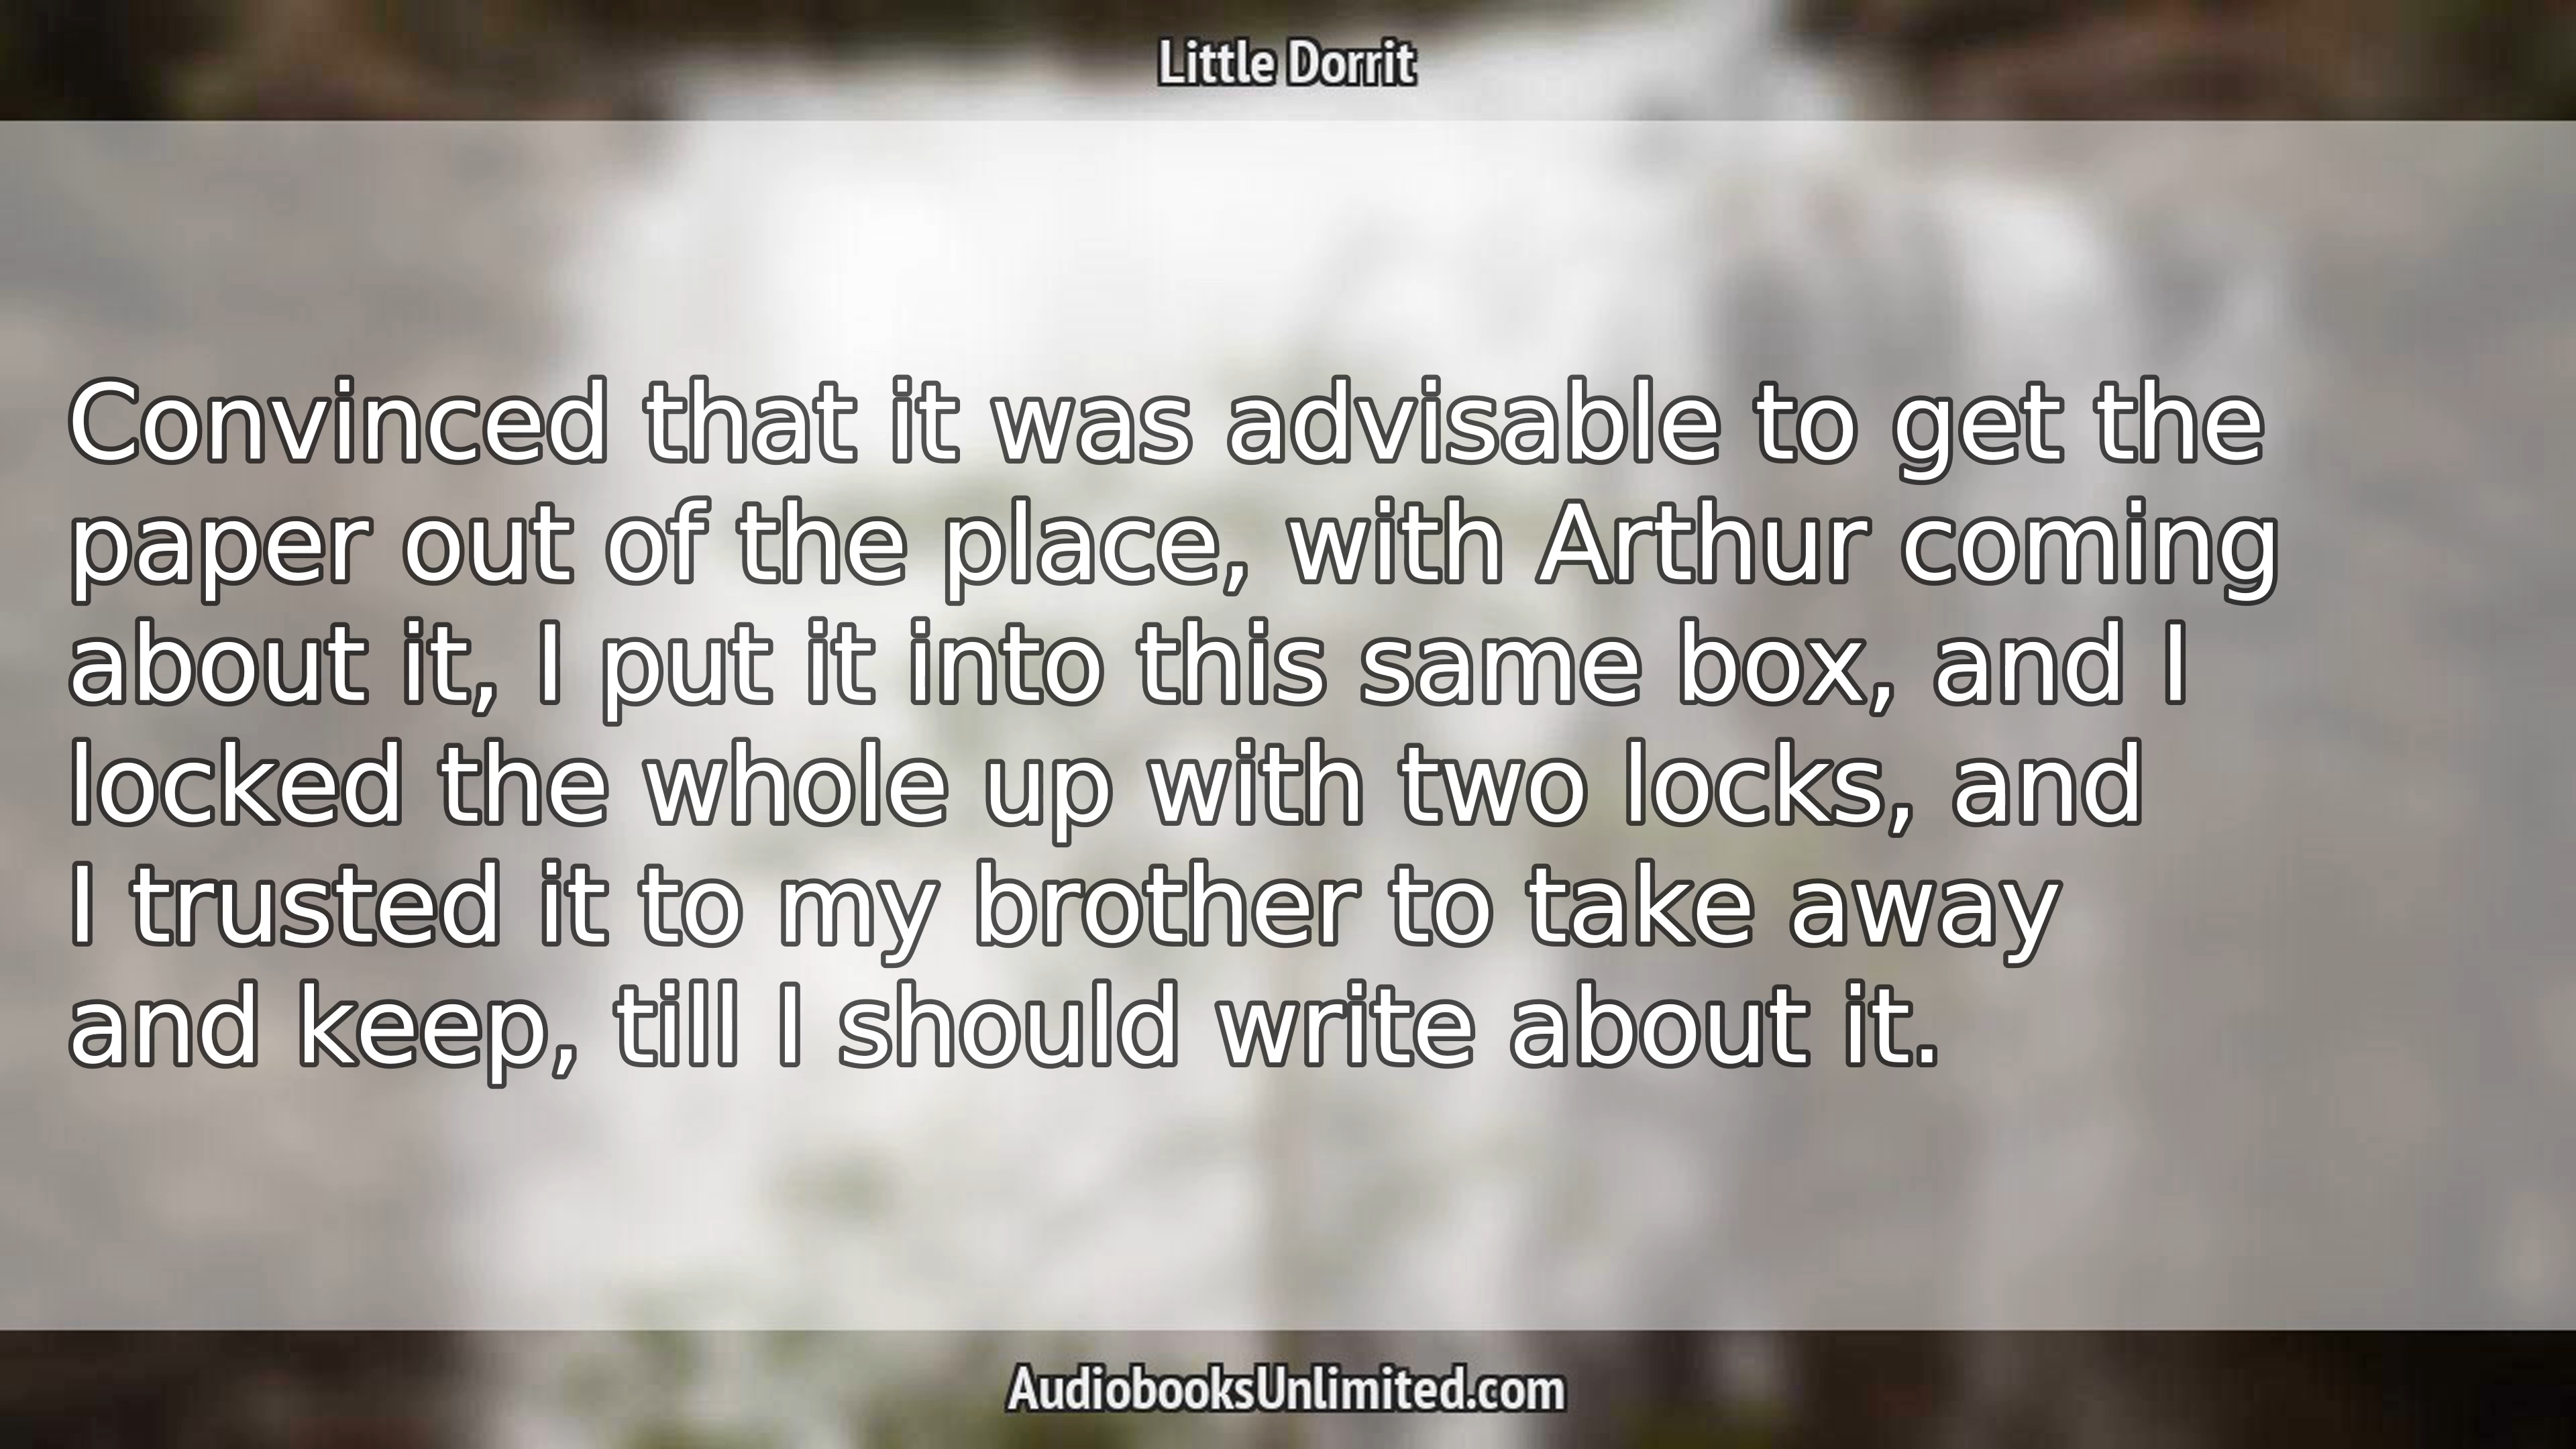 Little Dorrit
Convinced that it was advisable to get the
paper out of the place, with Arthur coming
about it, I put it into this same box, and I
locked the whole up with two locks, and
I trusted it to my brother to take away
and keep, till I should write about it.
AudiobooksUnlimited.com